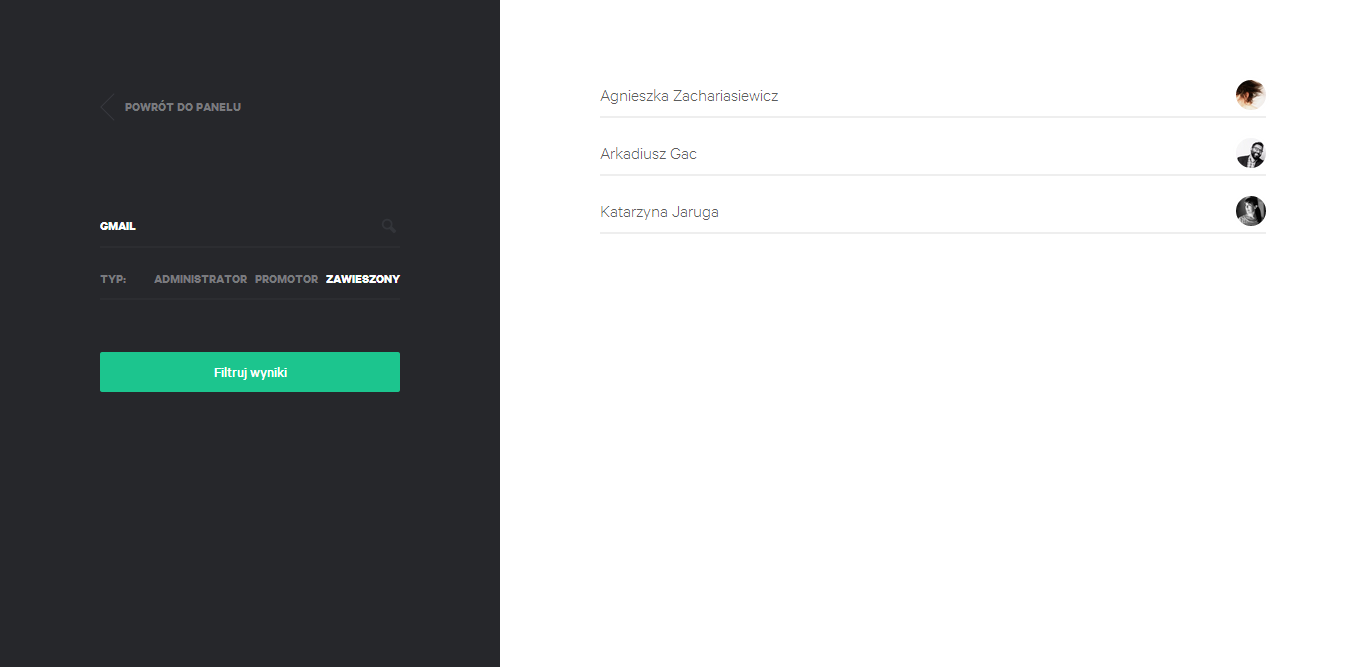 POWRÓT DO PANELU
GMAIL
TYP: ADMINISTRATOR PROMOTOR ZAWIESZONY
Filtruj wyniki
Agnieszka Zachariasiewicz
Arkadiusz Gac
Katarzyna Jaruga